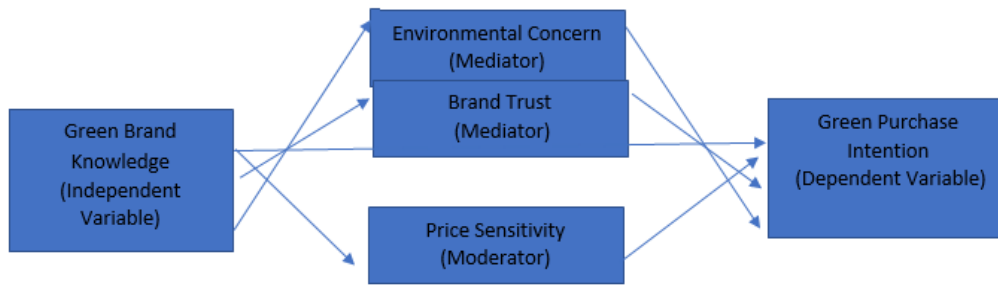 Environmental Concern
(Mediator)
Brand Trust
(Mediator)
Green Brand
Knowledge
(Independent
Variable)
Green Purchase
Intention
(Dependent Variable)
Price Sensitivity
(Moderator)